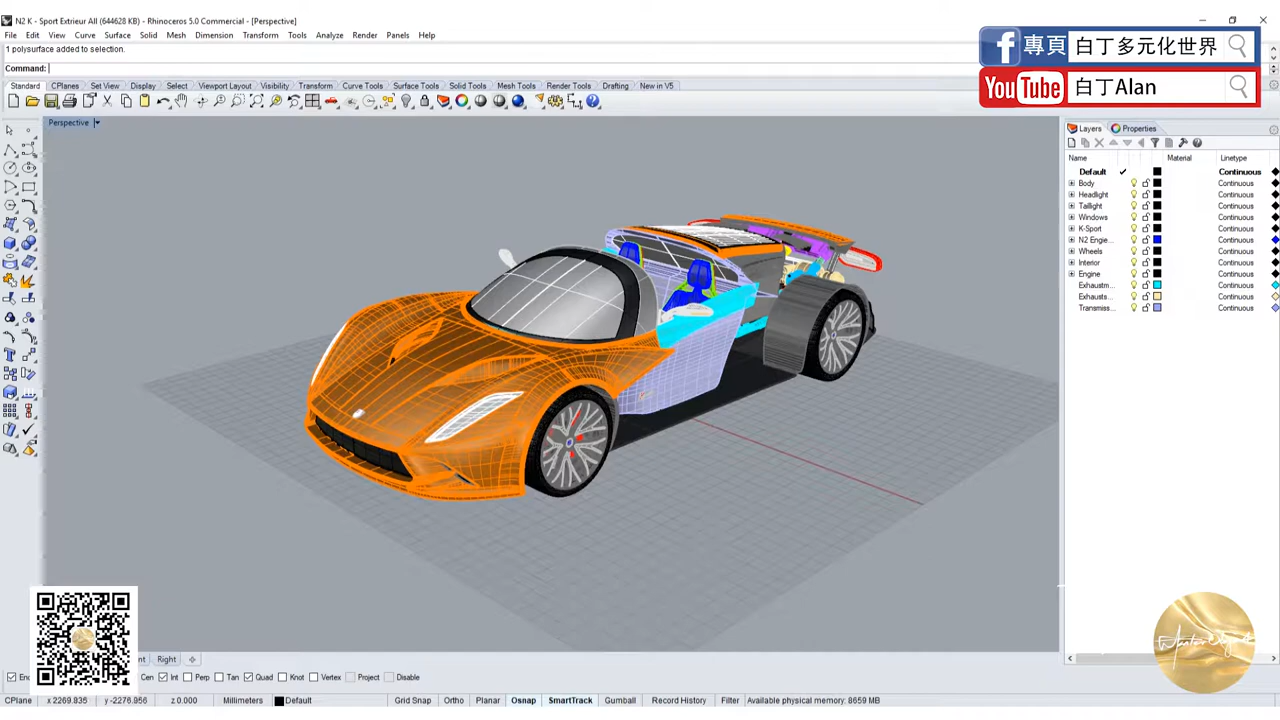 N2 K - Sport Extrieur All (644628 KB) - Rhinoceros 5.0 Commercial - [Perspective]
File Edit View Curve Surface Solid Mesh Dimension Transform Tools Analyze Render Panels Help
1 polysurface added to selection.
Command:
f 專頁 白丁多元化世界
YouTube 白丁Alan
Standard CPlanes Set View Display Select Viewport Layout Visibility Transform Curve Tools Surface Tools Solid Tools Mesh Tools Render Tools Drafting New in V5
Perspective
Layers Properties
Name Material Linetype
Default Continuous
Body Continuous
Headlight Continuous
Taillight Continuous
Windows Continuous
K-Sport Continuous
N2 Engie... Continuous
Wheels Continuous
Interior Continuous
Engine Continuous
Exhaustm... Continuous
Exhausts... Continuous
Transmiss... Continuous
nt Right
Cen Int Perp Tan Quad Knot Vertex Project Disable
CPlane x 2269.835 y -2276.956 z 0.000 Millimeters Default Grid Snap Ortho Planar Osnap SmartTrack Gumball Record History Filter Available physical memory: 8659 MB